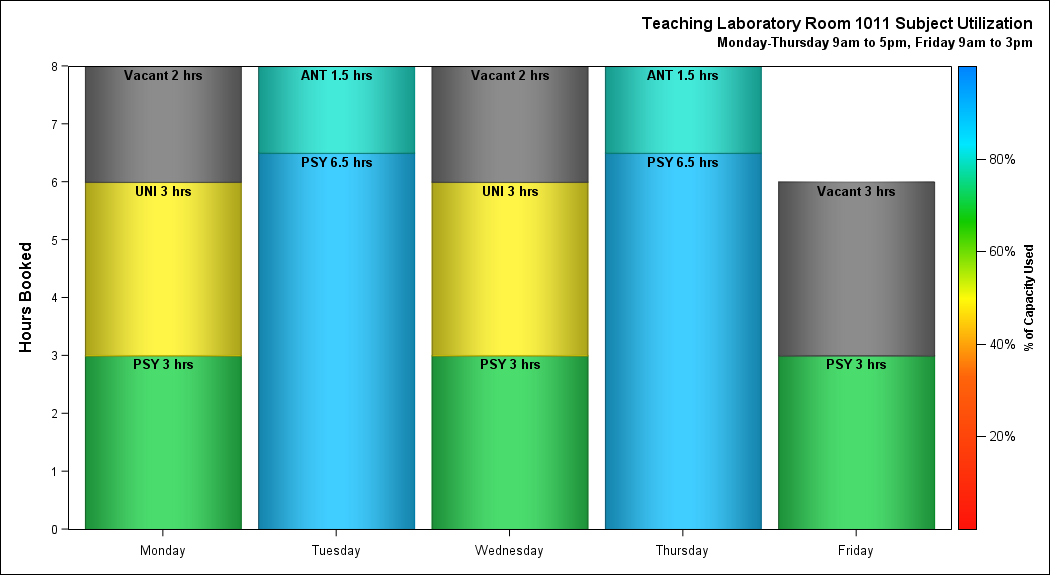 Teaching Laboratory Room 1011 Subject Utilization
Monday-Thursday 9am to 5pm, Friday 9am to 3pm
Hours Booked
8
7
6
5
4
3
2
1
0
Vacant 2 hrs
UNI 3 hrs
PSY 3 hrs
ANT 1.5 hrs
PSY 6.5 hrs
Vacant 2 hrs
UNI 3 hrs
PSY 3 hrs
ANT 1.5 hrs
PSY 6.5 hrs
Vacant 3 hrs
PSY 3 hrs
Monday
Tuesday
Wednesday
Thursday
Friday
80%
60%
40%
20%
% of Capacity Used